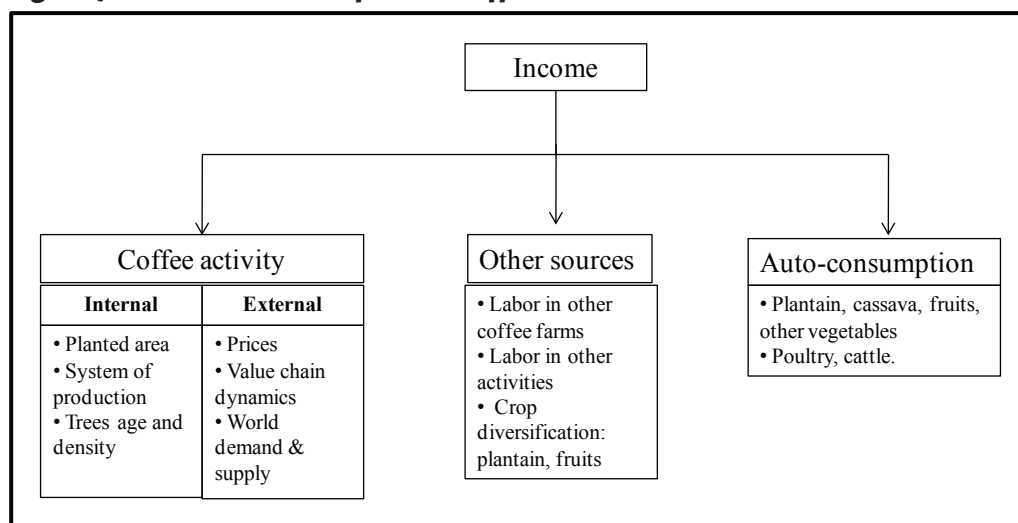 Income
Coffee activity
Internal
• Planted area
• System of
production
• Trees age and
density
External
• Prices
• Value chain
dynamics
• World
demand &
supply
Other sources
• Labor in other
coffee farms
• Labor in other
activities
• Crop
diversification:
plantain, fruits
Auto-consumption
• Plantain, cassava, fruits,
other vegetables
• Poultry, cattle.